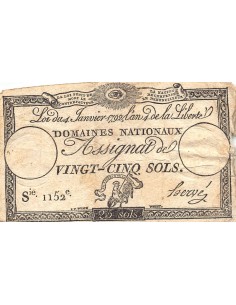 Loi du 4 Janvier 1792, l'an 4 de la Liberté
DOMAINES NATIONAUX
Assignat de
VINGT-CINQ SOLS.
Sie. 1152e.
Hervé
25 sols.